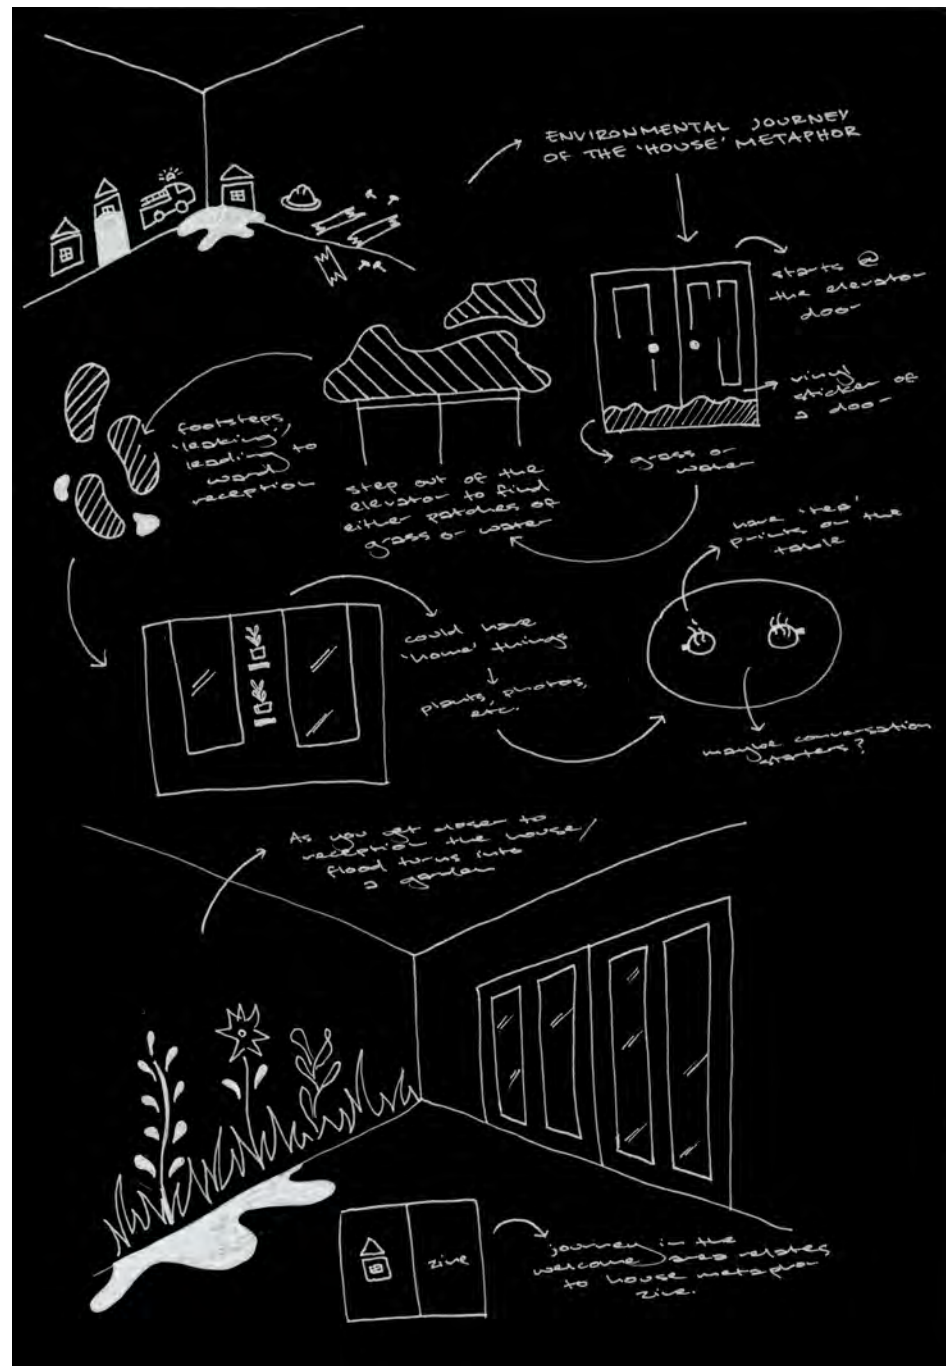 ENVIRONMENTAL JOURNEY
OF THE 'HOUSE' METAPHOR
starts @
the elevator
door
vinyl
sticker of
a door
grass or
water
step out of the
elevator to find
either patches of
grass or water
footsteps
'leaking',
leading to
ward
reception
could have
'home' things
plants, photos,
etc.
have 'tea'
prints on the
table
maybe conversation
starters?
As you get closer to
reception the house/
flood turns into
a garden
zine
journey in the
welcome area relates
to house metaphor
zine.